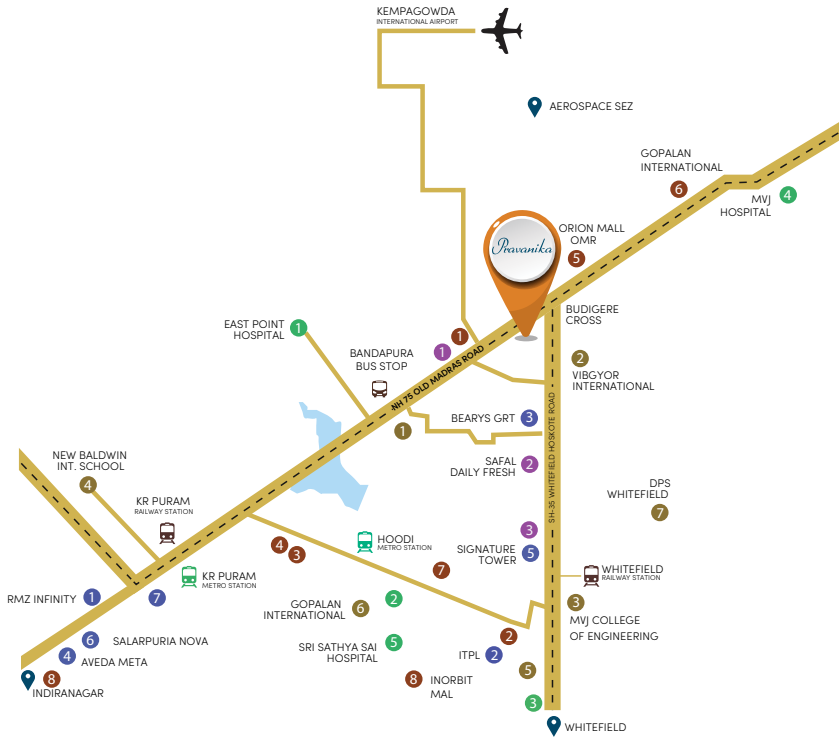 KEMPAGOWDA
INTERNATIONAL AIRPORT
AEROSPACE SEZ
GOPALAN
INTERNATIONAL
6
MVJ
HOSPITAL
4
ORION MALL
OMR
5
Pravanika
BUDIGERE
CROSS
EAST POINT
HOSPITAL
1
BANDAPURA
BUS STOP
1
1
NH 75 OLD MADRAS ROAD
2
VIBGYOR
INTERNATIONAL
BEARYS GRT
3
1
SH-35 WHITEFIELD HOSKOTE ROAD
SAFAL
DAILY FRESH
2
NEW BALDWIN
INT. SCHOOL
4
DPS
WHITEFIELD
7
KR PURAM
RAILWAY STATION
3
HOODI
METRO STATION
4
3
SIGNATURE
TOWER
5
KR PURAM
METRO STATION
7
WHITEFIELD
RAILWAY STATION
RMZ INFINITY
1
7
GOPALAN
INTERNATIONAL
6
2
3
MVJ COLLEGE
OF ENGINEERING
6
SALARPURIA NOVA
SRI SATHYA SAI
HOSPITAL
5
2
ITPL
2
4
AVEDA META
5
8
INDIRANAGAR
8
INORBIT
MAL
3
WHITEFIELD